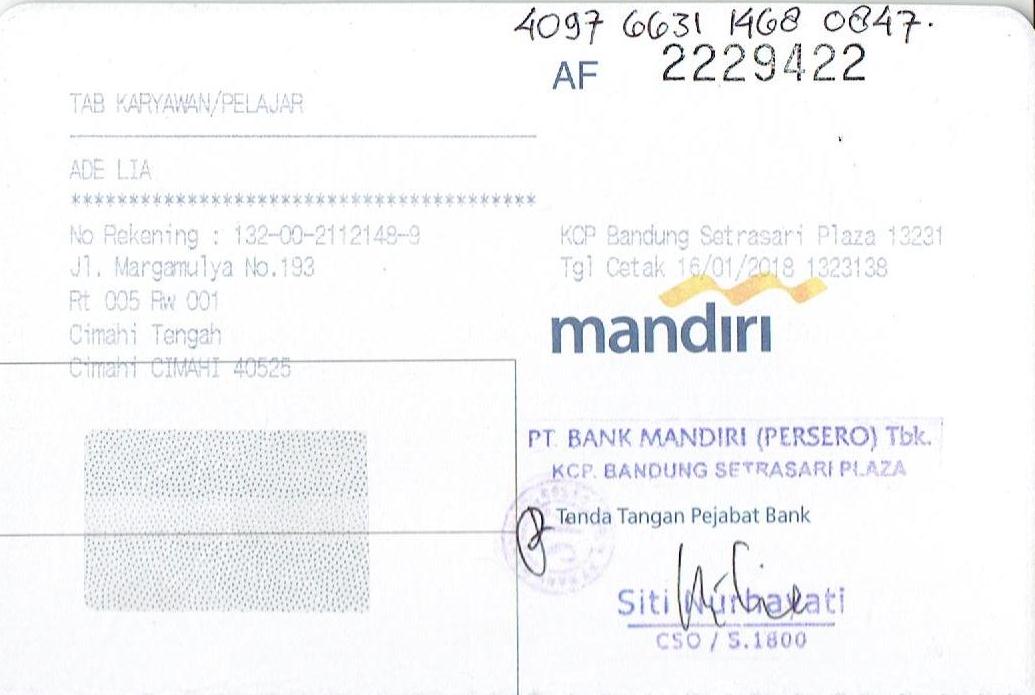 4097 6631 1468 0847.
AF 2229422
TAB KARYAWAN/PELAJAR
ADE LIA
****************************************
No Rekening : 132-00-2112148-9
KCP Bandung Setrasari Plaza 13231
Jl. Margamulya No.193
Tgl Cetak 16/01/2018 1323138
Rt 005 Rw 001
Cimahi Tengah
Cimahi CIMAHI 40525
mandiri
PT. BANK MANDIRI (PERSERO) Tbk.
KCP. BANDUNG SETRASARI PLAZA
Tanda Tangan Pejabat Bank
Siti Nurbayati
CSO / S.1800